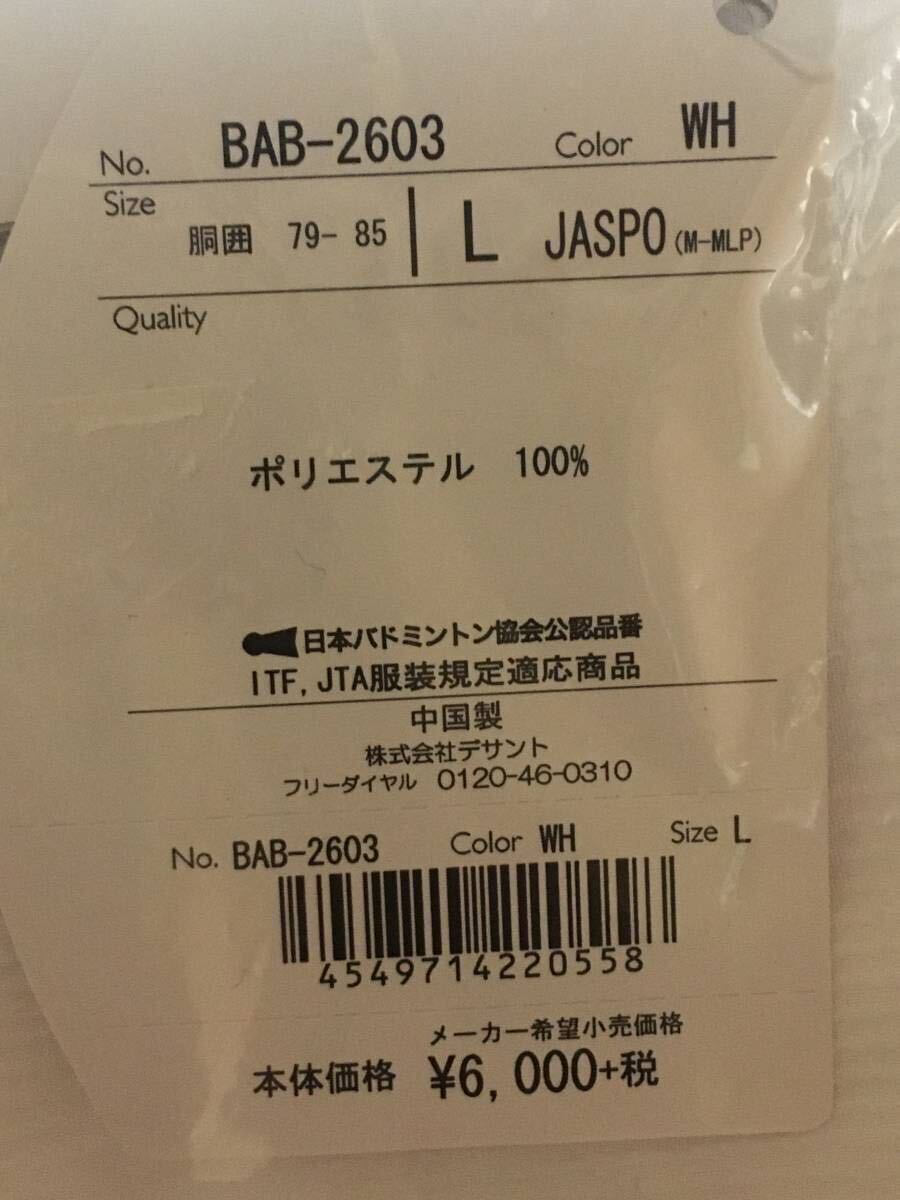 No. BAB-2603 Color WH
Size
胴囲 79- 85 L JASPO (M-MLP)
Quality
ポリエステル 100%
日本バドミントン協会公認品番
ITF, JTA服装規定適応商品
中国製
株式会社デサント
フリーダイヤル 0120-46-0310
No. BAB-2603 Color WH Size L
4549714220558
メーカー希望小売価格
本体価格 ¥6,000+税